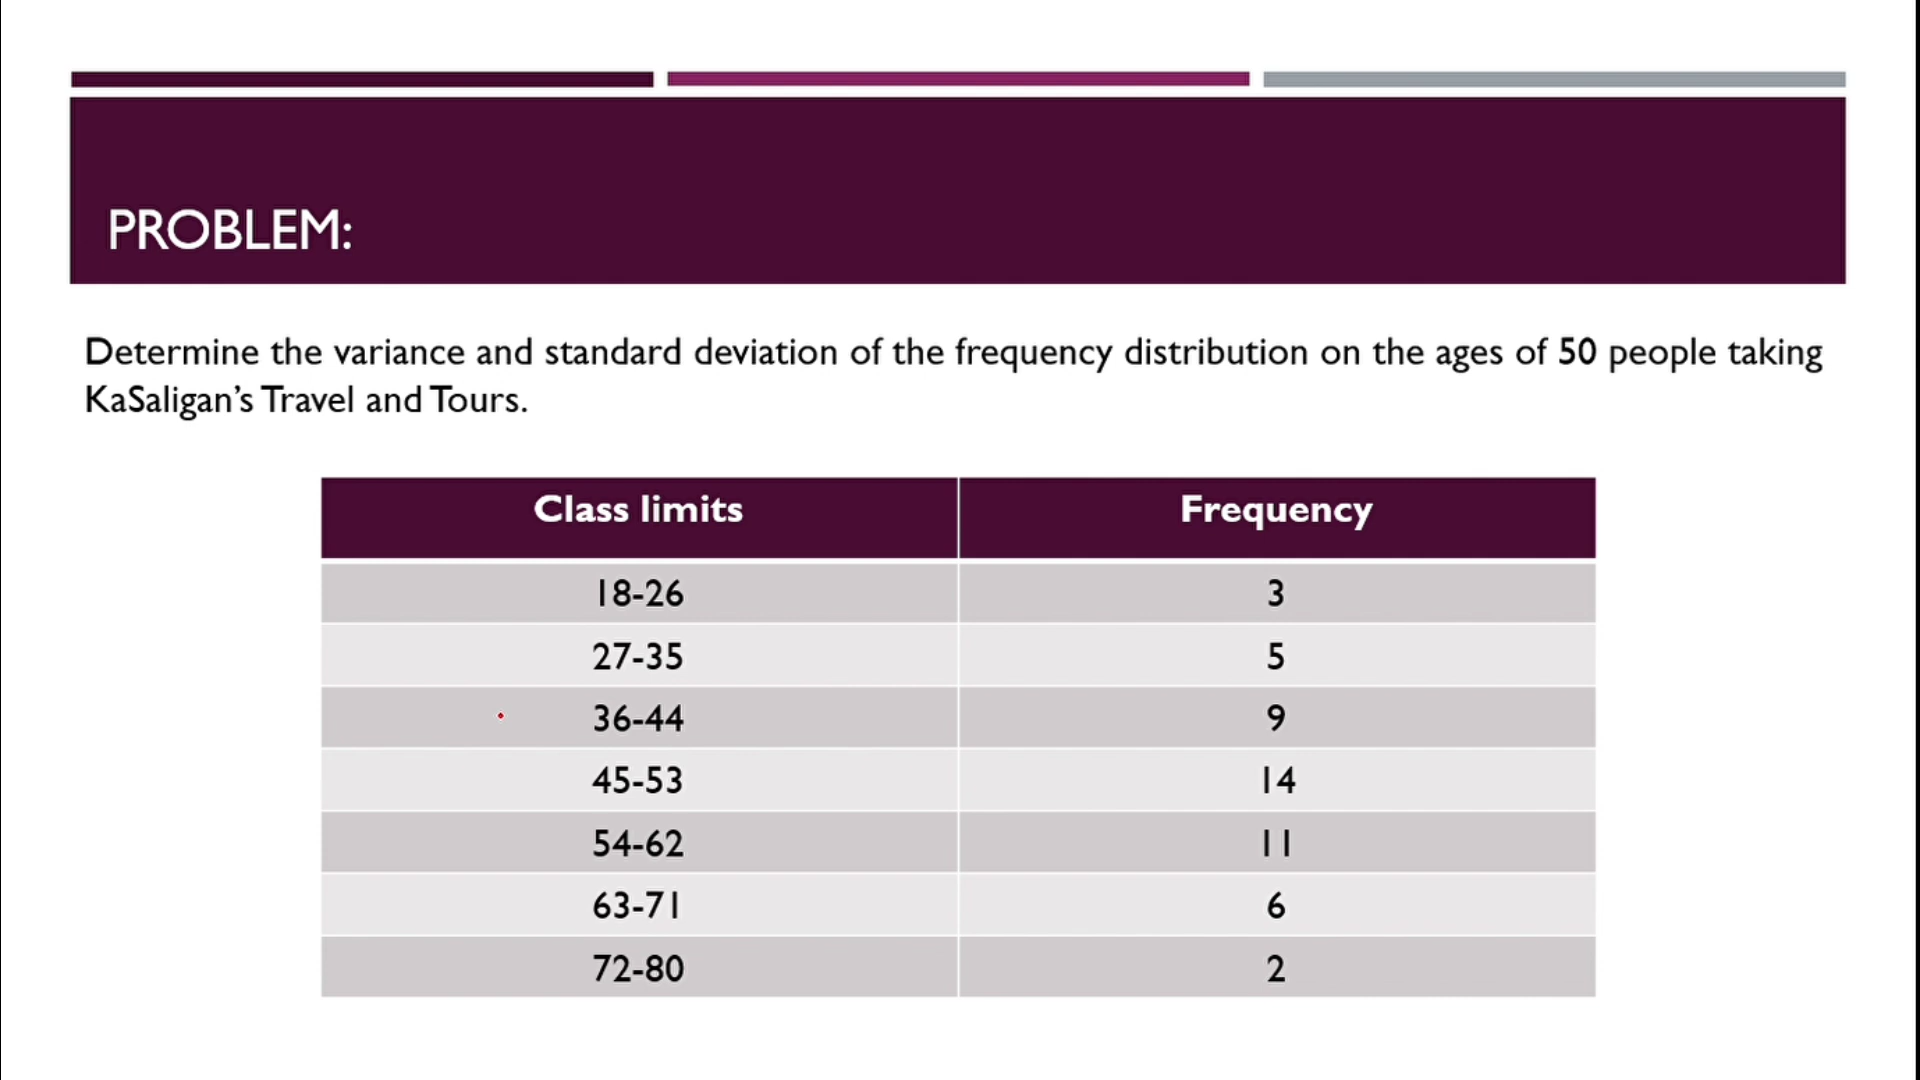 PROBLEM:
Determine the variance and standard deviation of the frequency distribution on the ages of 50 people taking
KaSaligan’s Travel and Tours.
Class limits Frequency
18-26 3
27-35 5
36-44 9
45-53 14
54-62 11
63-71 6
72-80 2